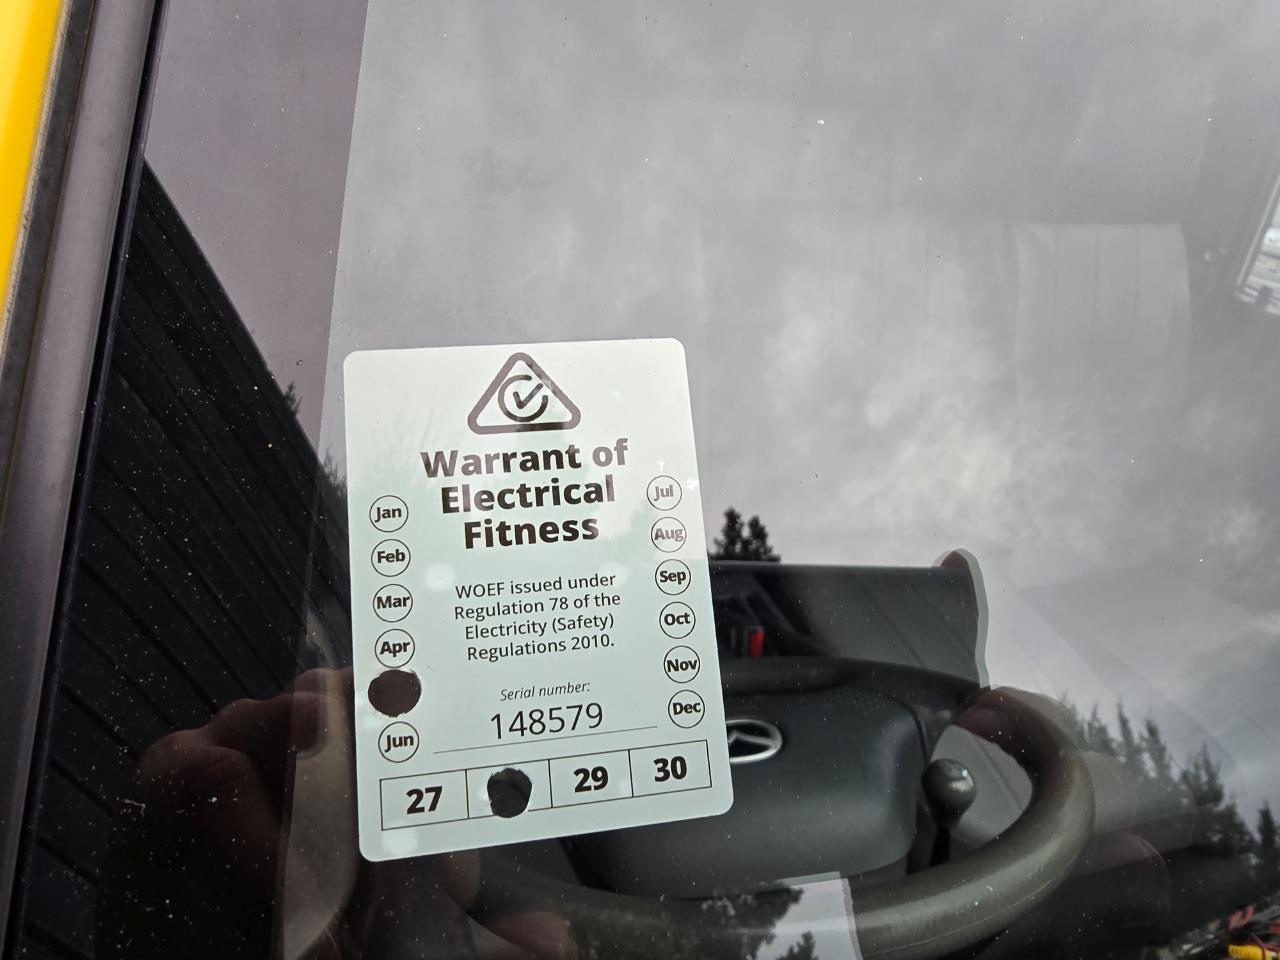 Warrant of
Electrical
Fitness
Jan
Feb
Mar
Apr
Jun
Jul
Aug
Sep
Oct
Nov
Dec
WOEF issued under
Regulation 78 of the
Electricity (Safety)
Regulations 2010.
Serial number:
148579
27 29 30